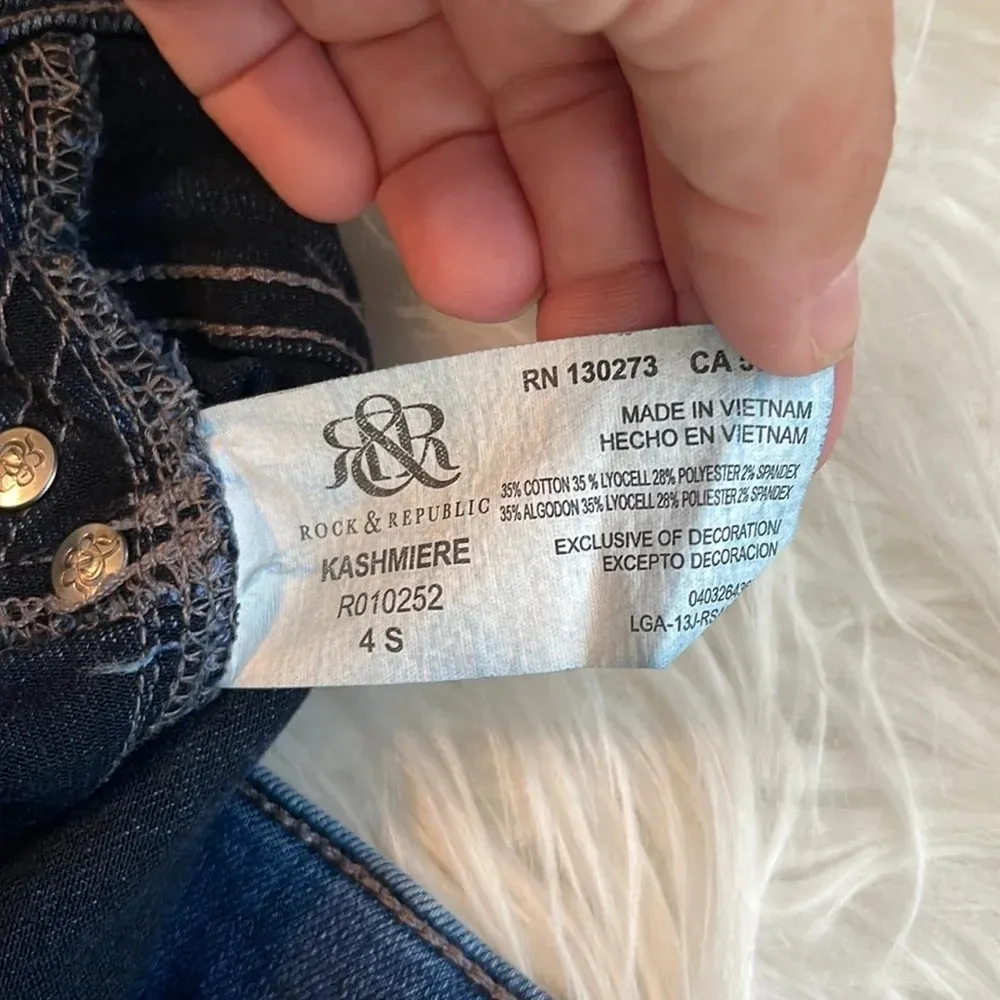 R&R
ROCK & REPUBLIC
KASHMIERE
R010252
4 S
RN 130273 CA
MADE IN VIETNAM
HECHO EN VIETNAM
35% COTTON 35 % LYOCELL 28% POLYESTER 2% SPANDEX
35% ALGODON 35% LYOCELL 28% POLIESTER 2% SPANDEX
EXCLUSIVE OF DECORATION/
EXCEPTO DECORACION